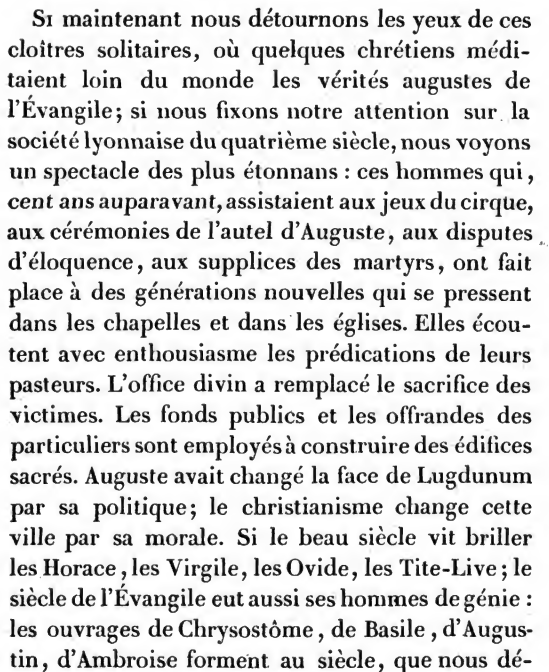 Si maintenant nous détournons les yeux de ces
cloîtres solitaires, où quelques chrétiens médi-
taient loin du monde les vérités augustes de
l'Évangile; si nous fixons notre attention sur la
société lyonnaise du quatrième siècle, nous voyons
un spectacle des plus étonnans : ces hommes qui,
cent ans auparavant, assistaient aux jeux du cirque,
aux cérémonies de l'autel d'Auguste, aux disputes
d'éloquence, aux supplices des martyrs, ont fait
place à des générations nouvelles qui se pressent
dans les chapelles et dans les églises. Elles écou-
tent avec enthousiasme les prédications de leurs
pasteurs. L'office divin a remplacé le sacrifice des
victimes. Les fonds publics et les offrandes des
particuliers sont employés à construire des édifices
sacrés. Auguste avait changé la face de Lugdunum
par sa politique; le christianisme change cette
ville par sa morale. Si le beau siècle vit briller
les Horace, les Virgile, les Ovide, les Tite-Live; le
siècle de l'Évangile eut aussi ses hommes de génie :
les ouvrages de Chrysostôme, de Basile, d'Augus-
tin, d'Ambroise forment au siècle, que nous dé-